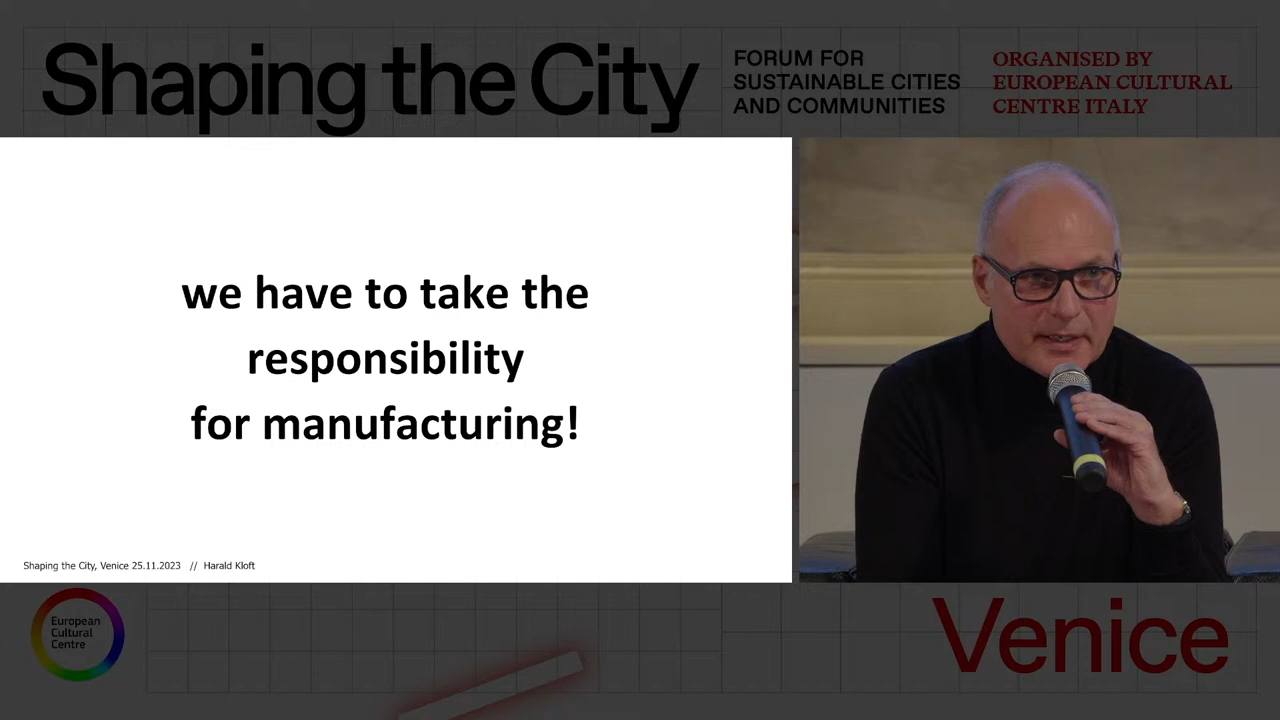 Shaping the City
FORUM FOR
SUSTAINABLE CITIES
AND COMMUNITIES
ORGANISED BY
EUROPEAN CULTURAL
CENTRE ITALY
we have to take the
responsibility
for manufacturing!
Shaping the City, Venice 25.11.2023 // Harald Kloft
European
Cultural
Centre
Venice